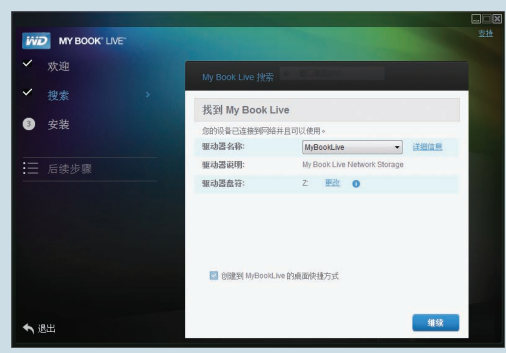 WD MY BOOK® LIVE™
支持
欢迎
搜索
3 安装
后续步骤
退出
My Book Live 搜索
找到 My Book Live
您的设备已连接到网络并且可以使用。
驱动器名称: MyBookLive 详细信息
驱动器说明: My Book Live Network Storage
驱动器盘符: Z: 更改
创建到 MyBookLive 的桌面快捷方式
继续